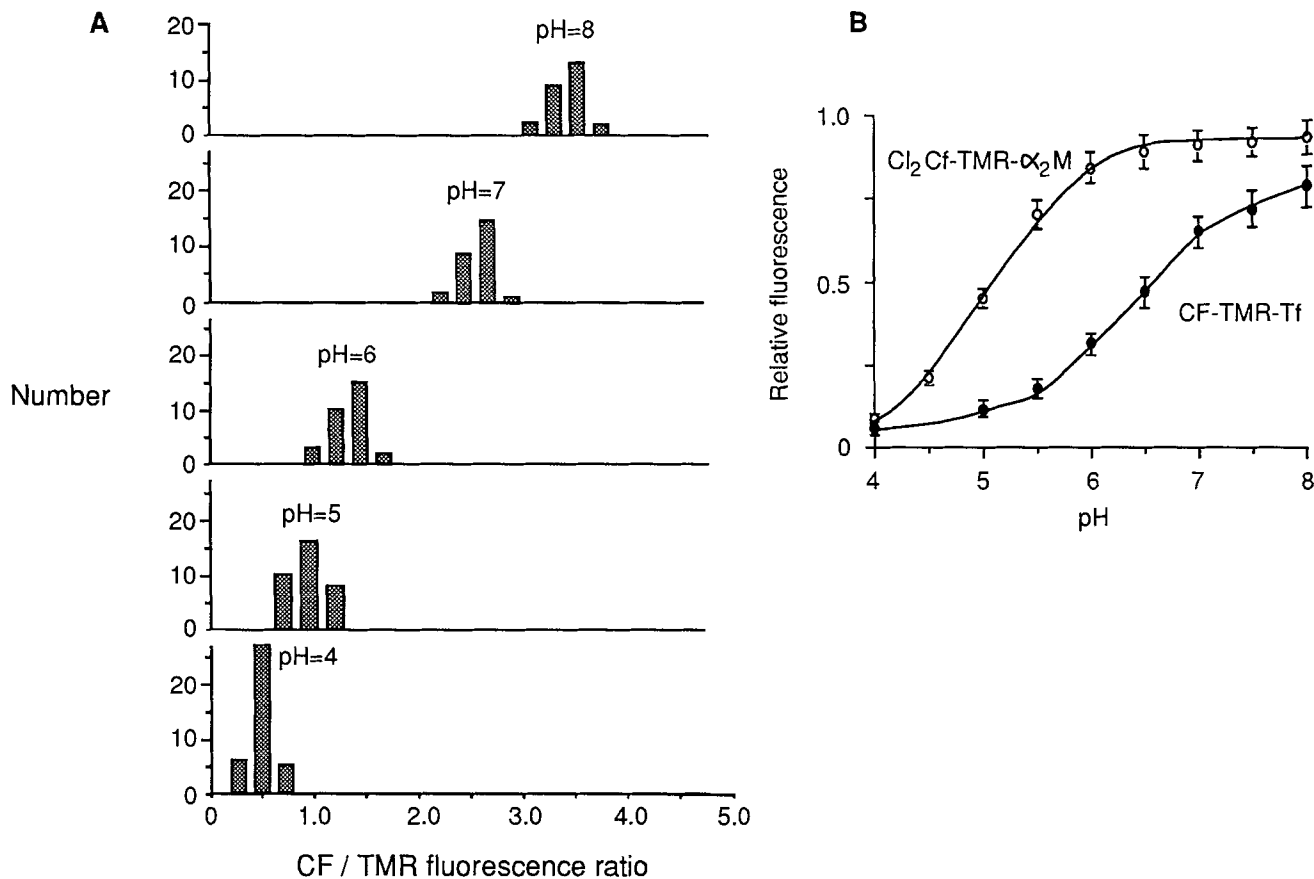 A
20
10
0
pH=8
20
10
0
pH=7
Number
20
10
0
pH=6
20
10
0
pH=5
20
10
0
pH=4
0 1.0 2.0 3.0 4.0 5.0
CF / TMR fluorescence ratio
B
Relative fluorescence
1.0
0.5
0
Cl₂Cf-TMR-α₂M
CF-TMR-Tf
4 5 6 7 8
pH